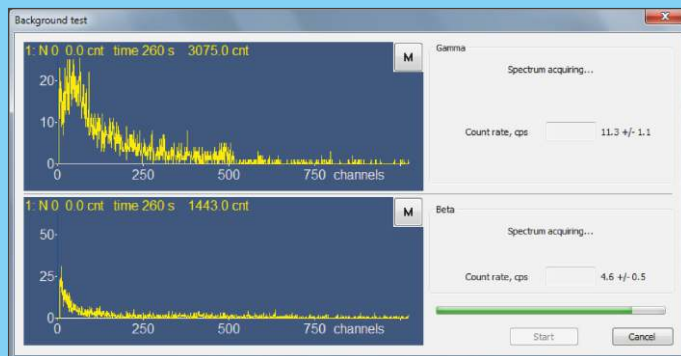 Background test
1: N 0 0.0 cnt time 260 s 3075.0 cnt
M
20
10
0
0 250 500 750 channels
Gamma
Spectrum acquiring...
Count rate, cps 11.3 +/- 1.1
1: N 0 0.0 cnt time 260 s 1443.0 cnt
M
50
25
0
0 250 500 750 channels
Beta
Spectrum acquiring...
Count rate, cps 4.6 +/- 0.5
Start Cancel